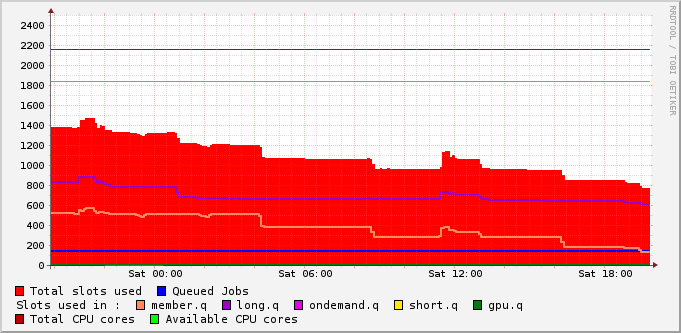 2400
2200
2000
1800
1600
1400
1200
1000
800
600
400
200
0
Sat 00:00 Sat 06:00 Sat 12:00 Sat 18:00
RRDTOOL / TOBI OETIKER
Total slots used Queued Jobs
Slots used in : member.q long.q ondemand.q short.q gpu.q
Total CPU cores Available CPU cores